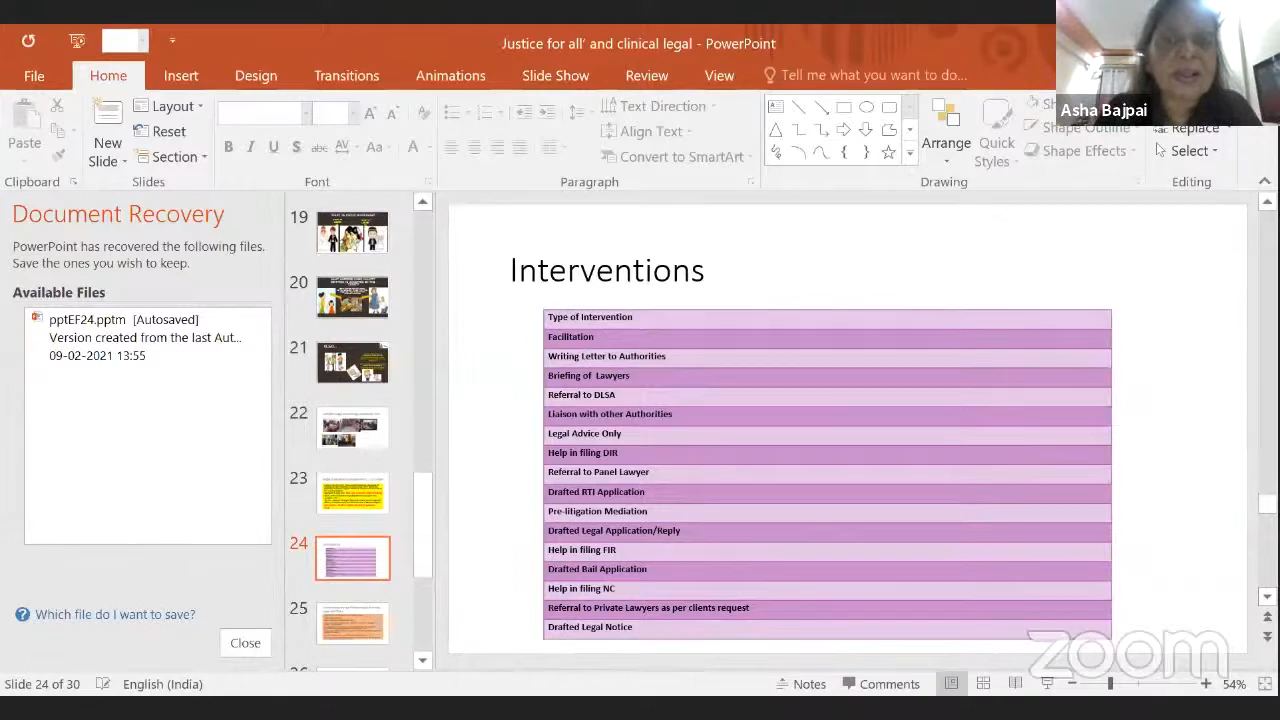 Justice for all' and clinical legal - PowerPoint
File Home Insert Design Transitions Animations Slide Show Review View Tell me what you want to do...
Asha Bajpai
Paste
New Slide
Layout
Reset
Section
B I U S abc AV Aa A
Text Direction
Align Text
Convert to SmartArt
Arrange
Quick Styles
Shape Outline
Shape Effects
Replace
Select
Clipboard Slides Font Paragraph Drawing Editing
Document Recovery
PowerPoint has recovered the following files.
Save the ones you wish to keep.
Available Files
pptEF24.pptm [Autosaved]
Version created from the last Aut...
09-02-2021 13:55
Which file do I want to save?
Close
19
20
21
22
23
24
25
Interventions
Type of Intervention
Facilitation
Writing Letter to Authorities
Briefing of Lawyers
Referral to DLSA
Liaison with other Authorities
Legal Advice Only
Help in filing DIR
Referral to Panel Lawyer
Drafted RTI Application
Pre-litigation Mediation
Drafted Legal Application/Reply
Help in filing FIR
Drafted Bail Application
Help in filing NC
Referral to Private Lawyers as per clients request
Drafted Legal Notice
zoom
Slide 24 of 30 English (India) Notes Comments 54%